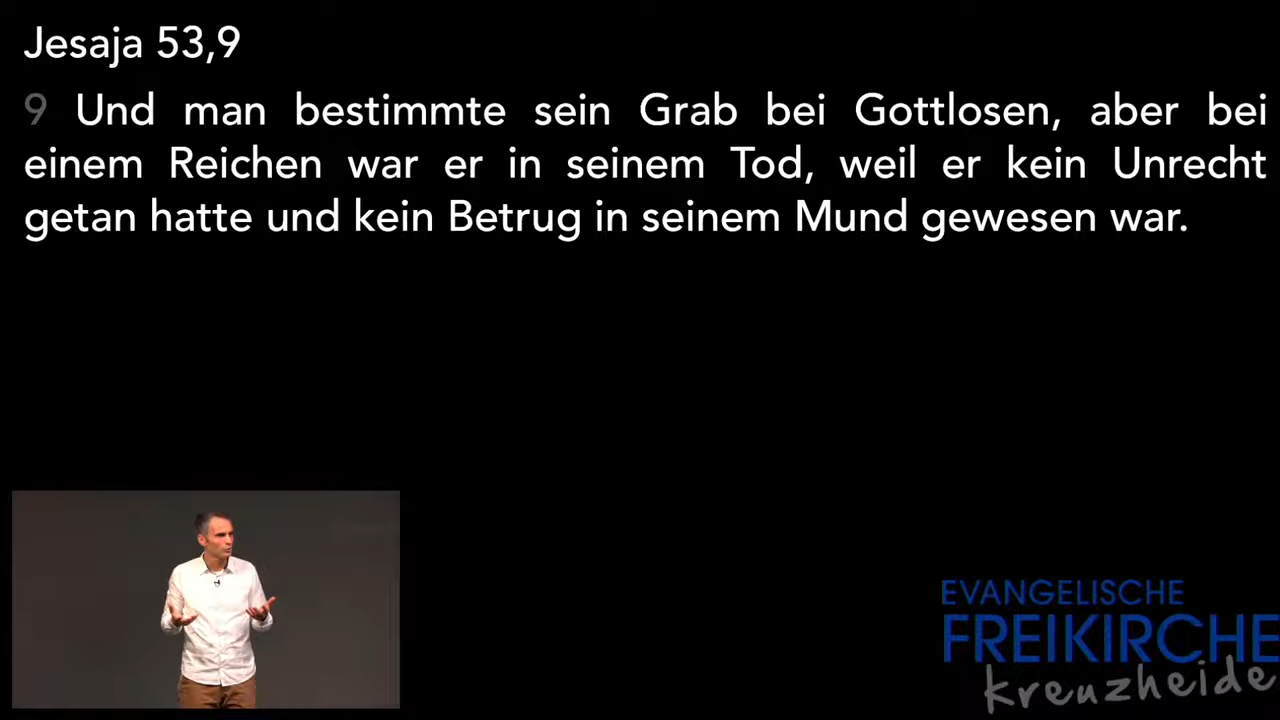 Jesaja 53,9
9 Und man bestimmte sein Grab bei Gottlosen, aber bei
einem Reichen war er in seinem Tod, weil er kein Unrecht
getan hatte und kein Betrug in seinem Mund gewesen war.
EVANGELISCHE
FREIKIRCHE
kreuzheide